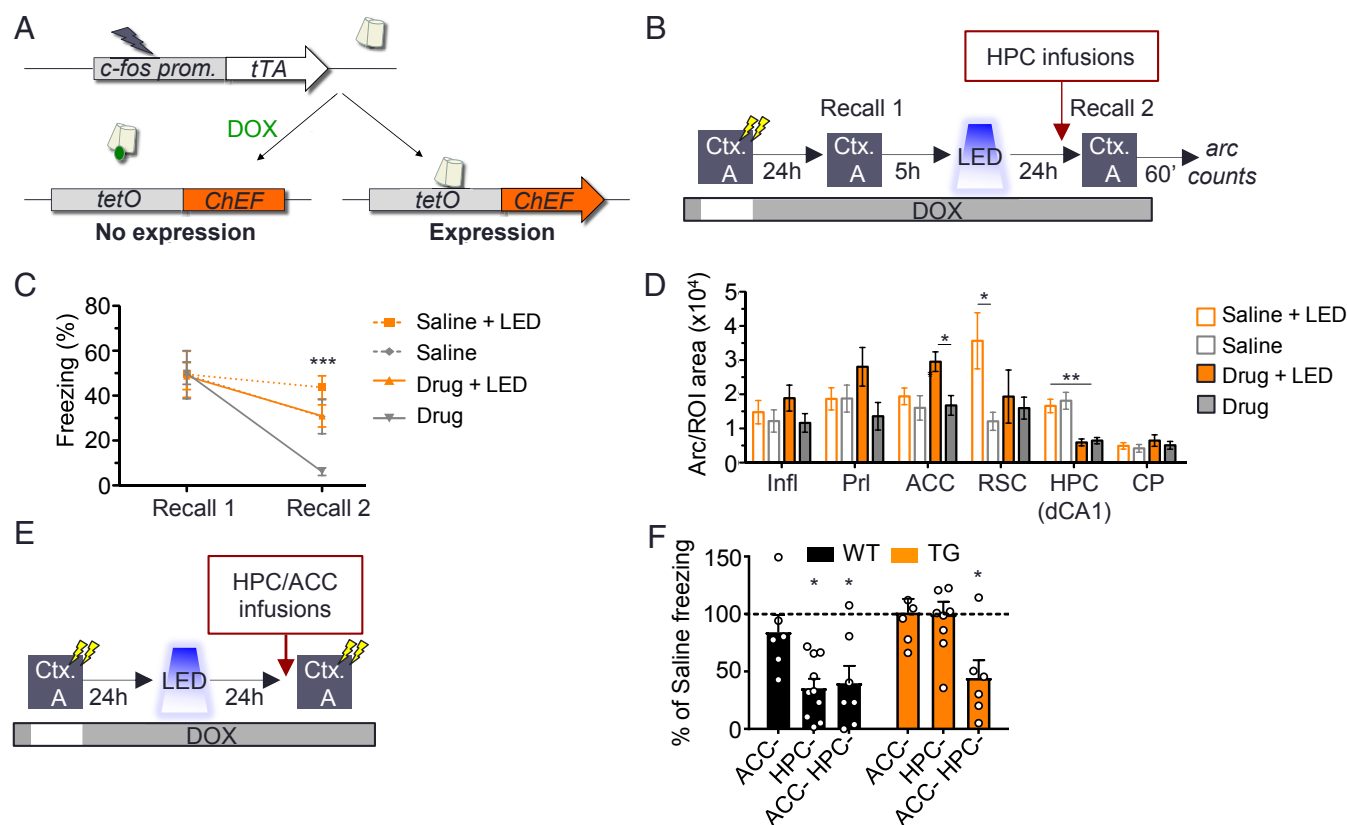 A
c-fos prom.
tTA
DOX
tetO
ChEF
No expression
tetO
ChEF
Expression
B
HPC infusions
Recall 1
Recall 2
Ctx.
A
24h
Ctx.
A
5h
LED
24h
Ctx.
A
60’
arc
counts
DOX
C
Freezing (%)
80
60
40
20
0
***
Recall 1
Recall 2
Saline + LED
Saline
Drug + LED
Drug
D
Arc/ROI area (x10⁴)
5
4
3
2
1
0
*
*
**
Infl
Prl
ACC
RSC
HPC
(dCA1)
CP
Saline + LED
Saline
Drug + LED
Drug
E
HPC/ACC
infusions
Ctx.
A
24h
LED
24h
Ctx.
A
DOX
F
% of Saline freezing
150
100
50
0
WT
TG
*
*
*
ACC-
HPC-
ACC- HPC-
ACC-
HPC-
ACC- HPC-